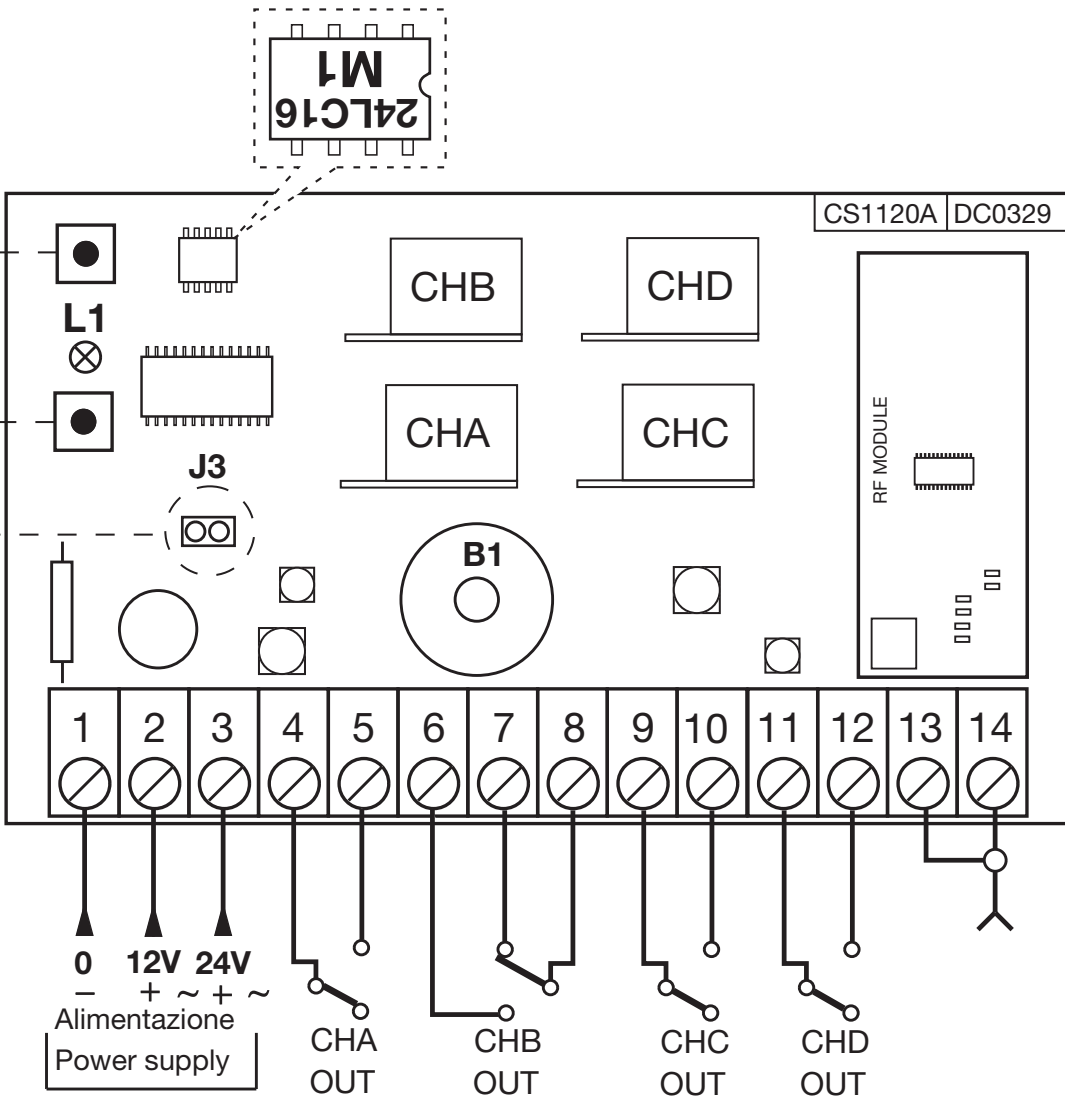 M1
24LC16
CS1120A DC0329
CHB CHD
L1
CHA CHC
RF MODULE
J3
B1
1 2 3 4 5 6 7 8 9 10 11 12 13 14
0 12V 24V
– + ~ + ~
Alimentazione
Power supply
CHA CHB CHC CHD
OUT OUT OUT OUT